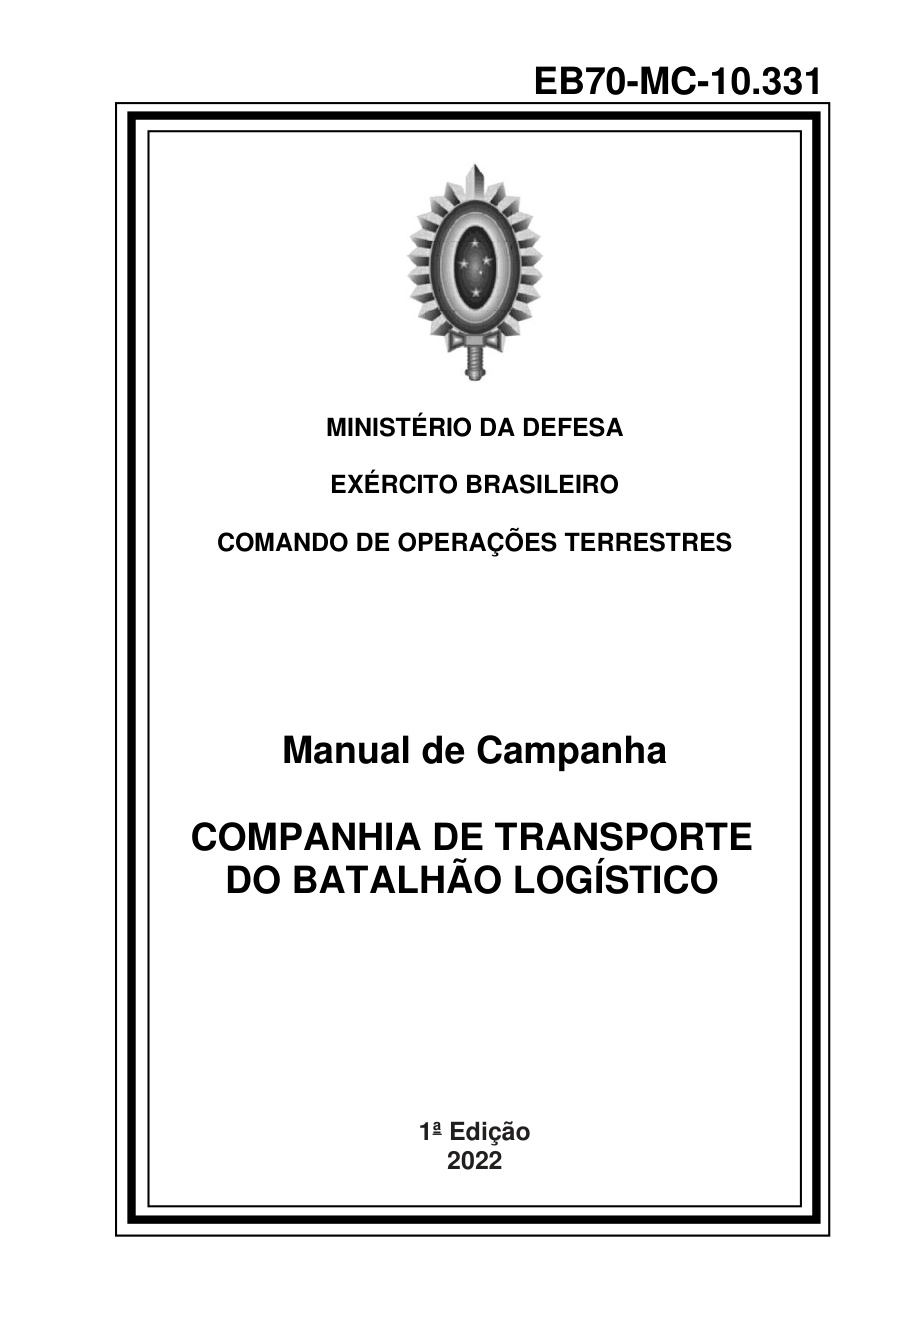 EB70-MC-10.331
MINISTÉRIO DA DEFESA
EXÉRCITO BRASILEIRO
COMANDO DE OPERAÇÕES TERRESTRES
Manual de Campanha
COMPANHIA DE TRANSPORTE
DO BATALHÃO LOGÍSTICO
1ª Edição
2022